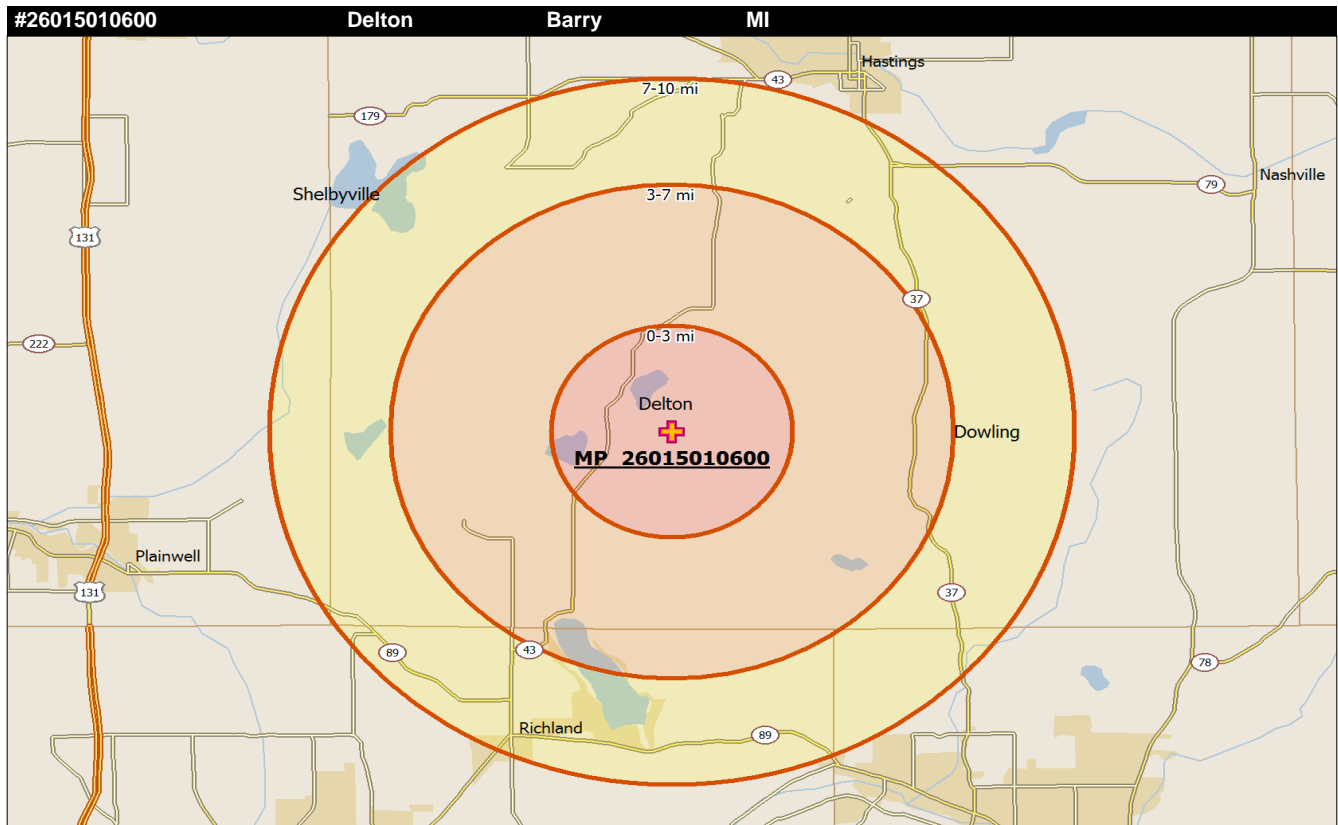 #26015010600 Delton Barry MI
Hastings
43
7-10 mi
179
Nashville
79
Shelbyville
3-7 mi
131
37
0-3 mi
222
Delton
Dowling
MP 26015010600
Plainwell
131
37
43
89
78
Richland
89